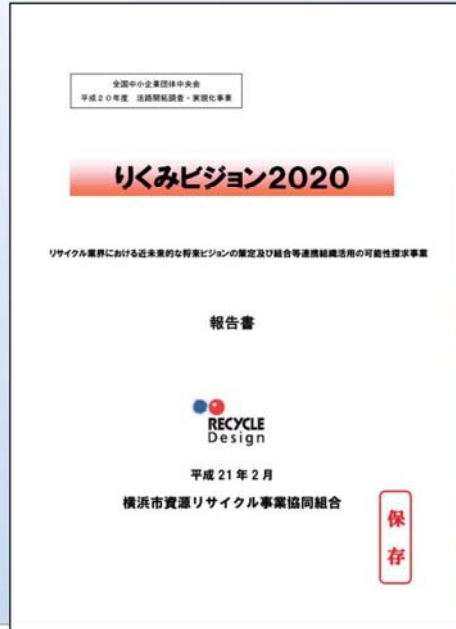 全国中小企業団体中央会
平成20年度 活路開拓調査・実現化事業
りくみビジョン2020
リサイクル業界における近未来的な将来ビジョンの策定及び組合等連携組織活用の可能性探求事業
報告書
RECYCLE
Design
平成21年2月
横浜市資源リサイクル事業協同組合
保存